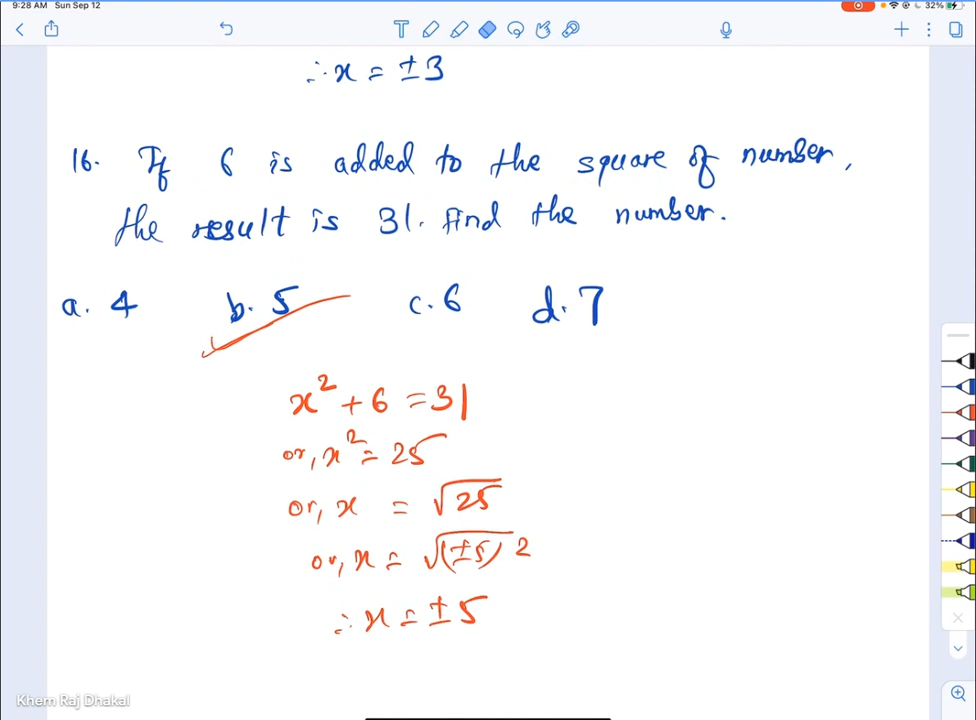 9:28 AM Sun Sep 12 32%
∴ x = ±3
16. If 6 is added to the square of number,
the result is 31. find the number.
a. 4 b. 5 c. 6 d. 7
x² + 6 = 31
or, x² = 25
or, x = √25
or, x = √(±5)²
∴ x = ±5
Khem Raj Dhakal